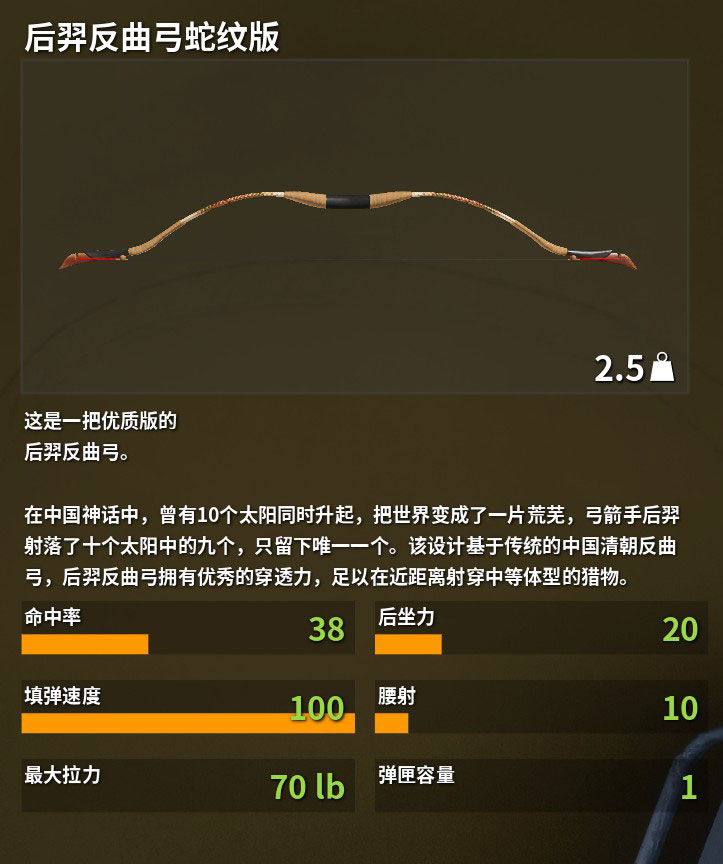 后羿反曲弓蛇纹版
2.5
这是一把优质版的
后羿反曲弓。
在中国神话中，曾有10个太阳同时升起，把世界变成了一片荒芜，弓箭手后羿
射落了十个太阳中的九个，只留下唯一一个。该设计基于传统的中国清朝反曲
弓，后羿反曲弓拥有优秀的穿透力，足以在近距离射穿中等体型的猎物。
命中率 38
后坐力 20
填弹速度 100
腰射 10
最大拉力 70 lb
弹匣容量 1